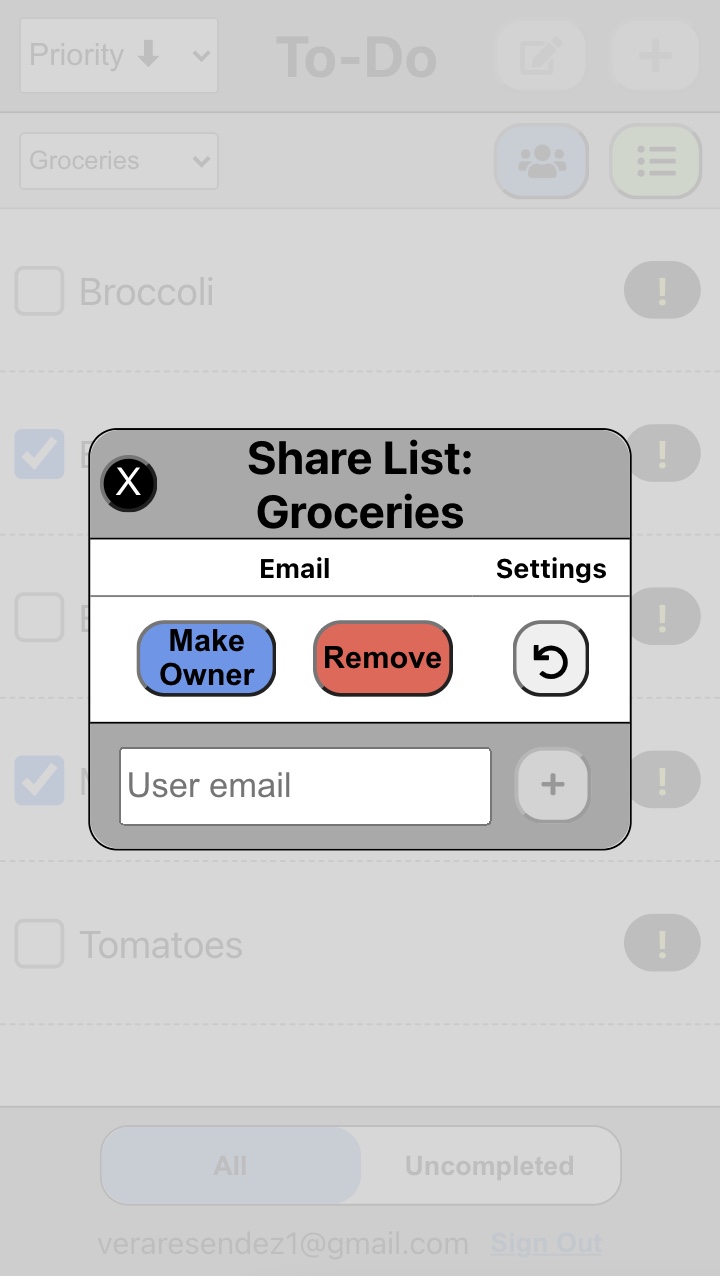 Priority ⬇ To-Do
Groceries
Broccoli !
!
!
!
Share List:
Groceries
X
Email Settings
Make
Owner
Remove
User email +
Tomatoes !
All Uncompleted
veraresendez1@gmail.com Sign Out